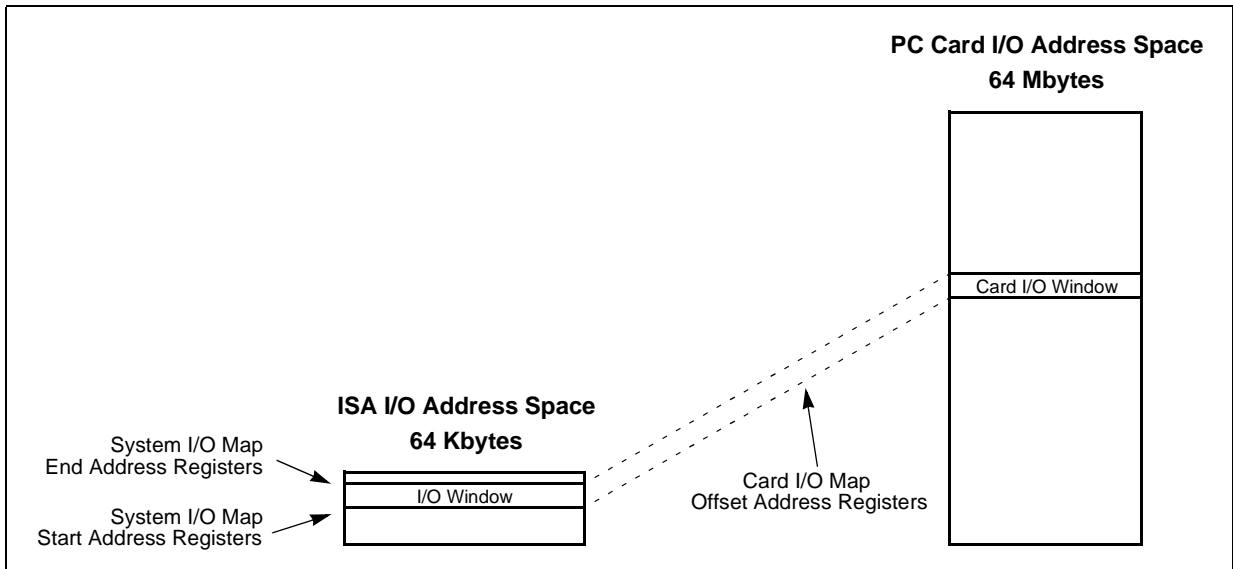 PC Card I/O Address Space
64 Mbytes
Card I/O Window
ISA I/O Address Space
64 Kbytes
System I/O Map
End Address Registers
I/O Window
System I/O Map
Start Address Registers
Card I/O Map
Offset Address Registers